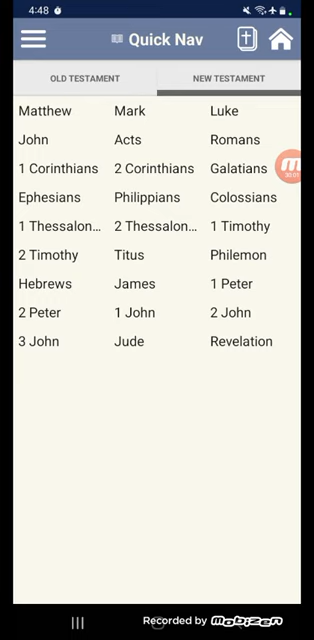 4:48
Quick Nav
OLD TESTAMENT NEW TESTAMENT
Matthew Mark Luke
John Acts Romans
1 Corinthians 2 Corinthians Galatians
Ephesians Philippians Colossians
1 Thessalon... 2 Thessalon... 1 Timothy
2 Timothy Titus Philemon
Hebrews James 1 Peter
2 Peter 1 John 2 John
3 John Jude Revelation
Recorded by mobizen